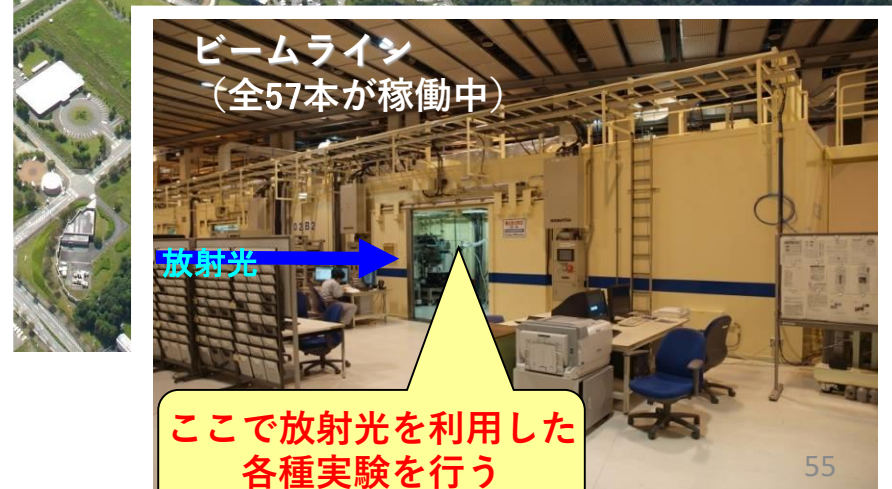 ビームライン
(全57本が稼働中)
02B2
放射光
ここで放射光を利用した
各種実験を行う
55